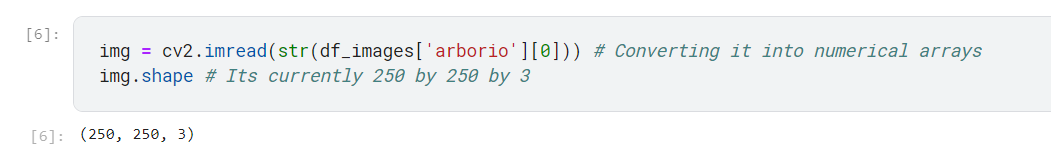 [6]:
img = cv2.imread(str(df_images['arborio'][0])) # Converting it into numerical arrays
img.shape # Its currently 250 by 250 by 3
[6]: (250, 250, 3)